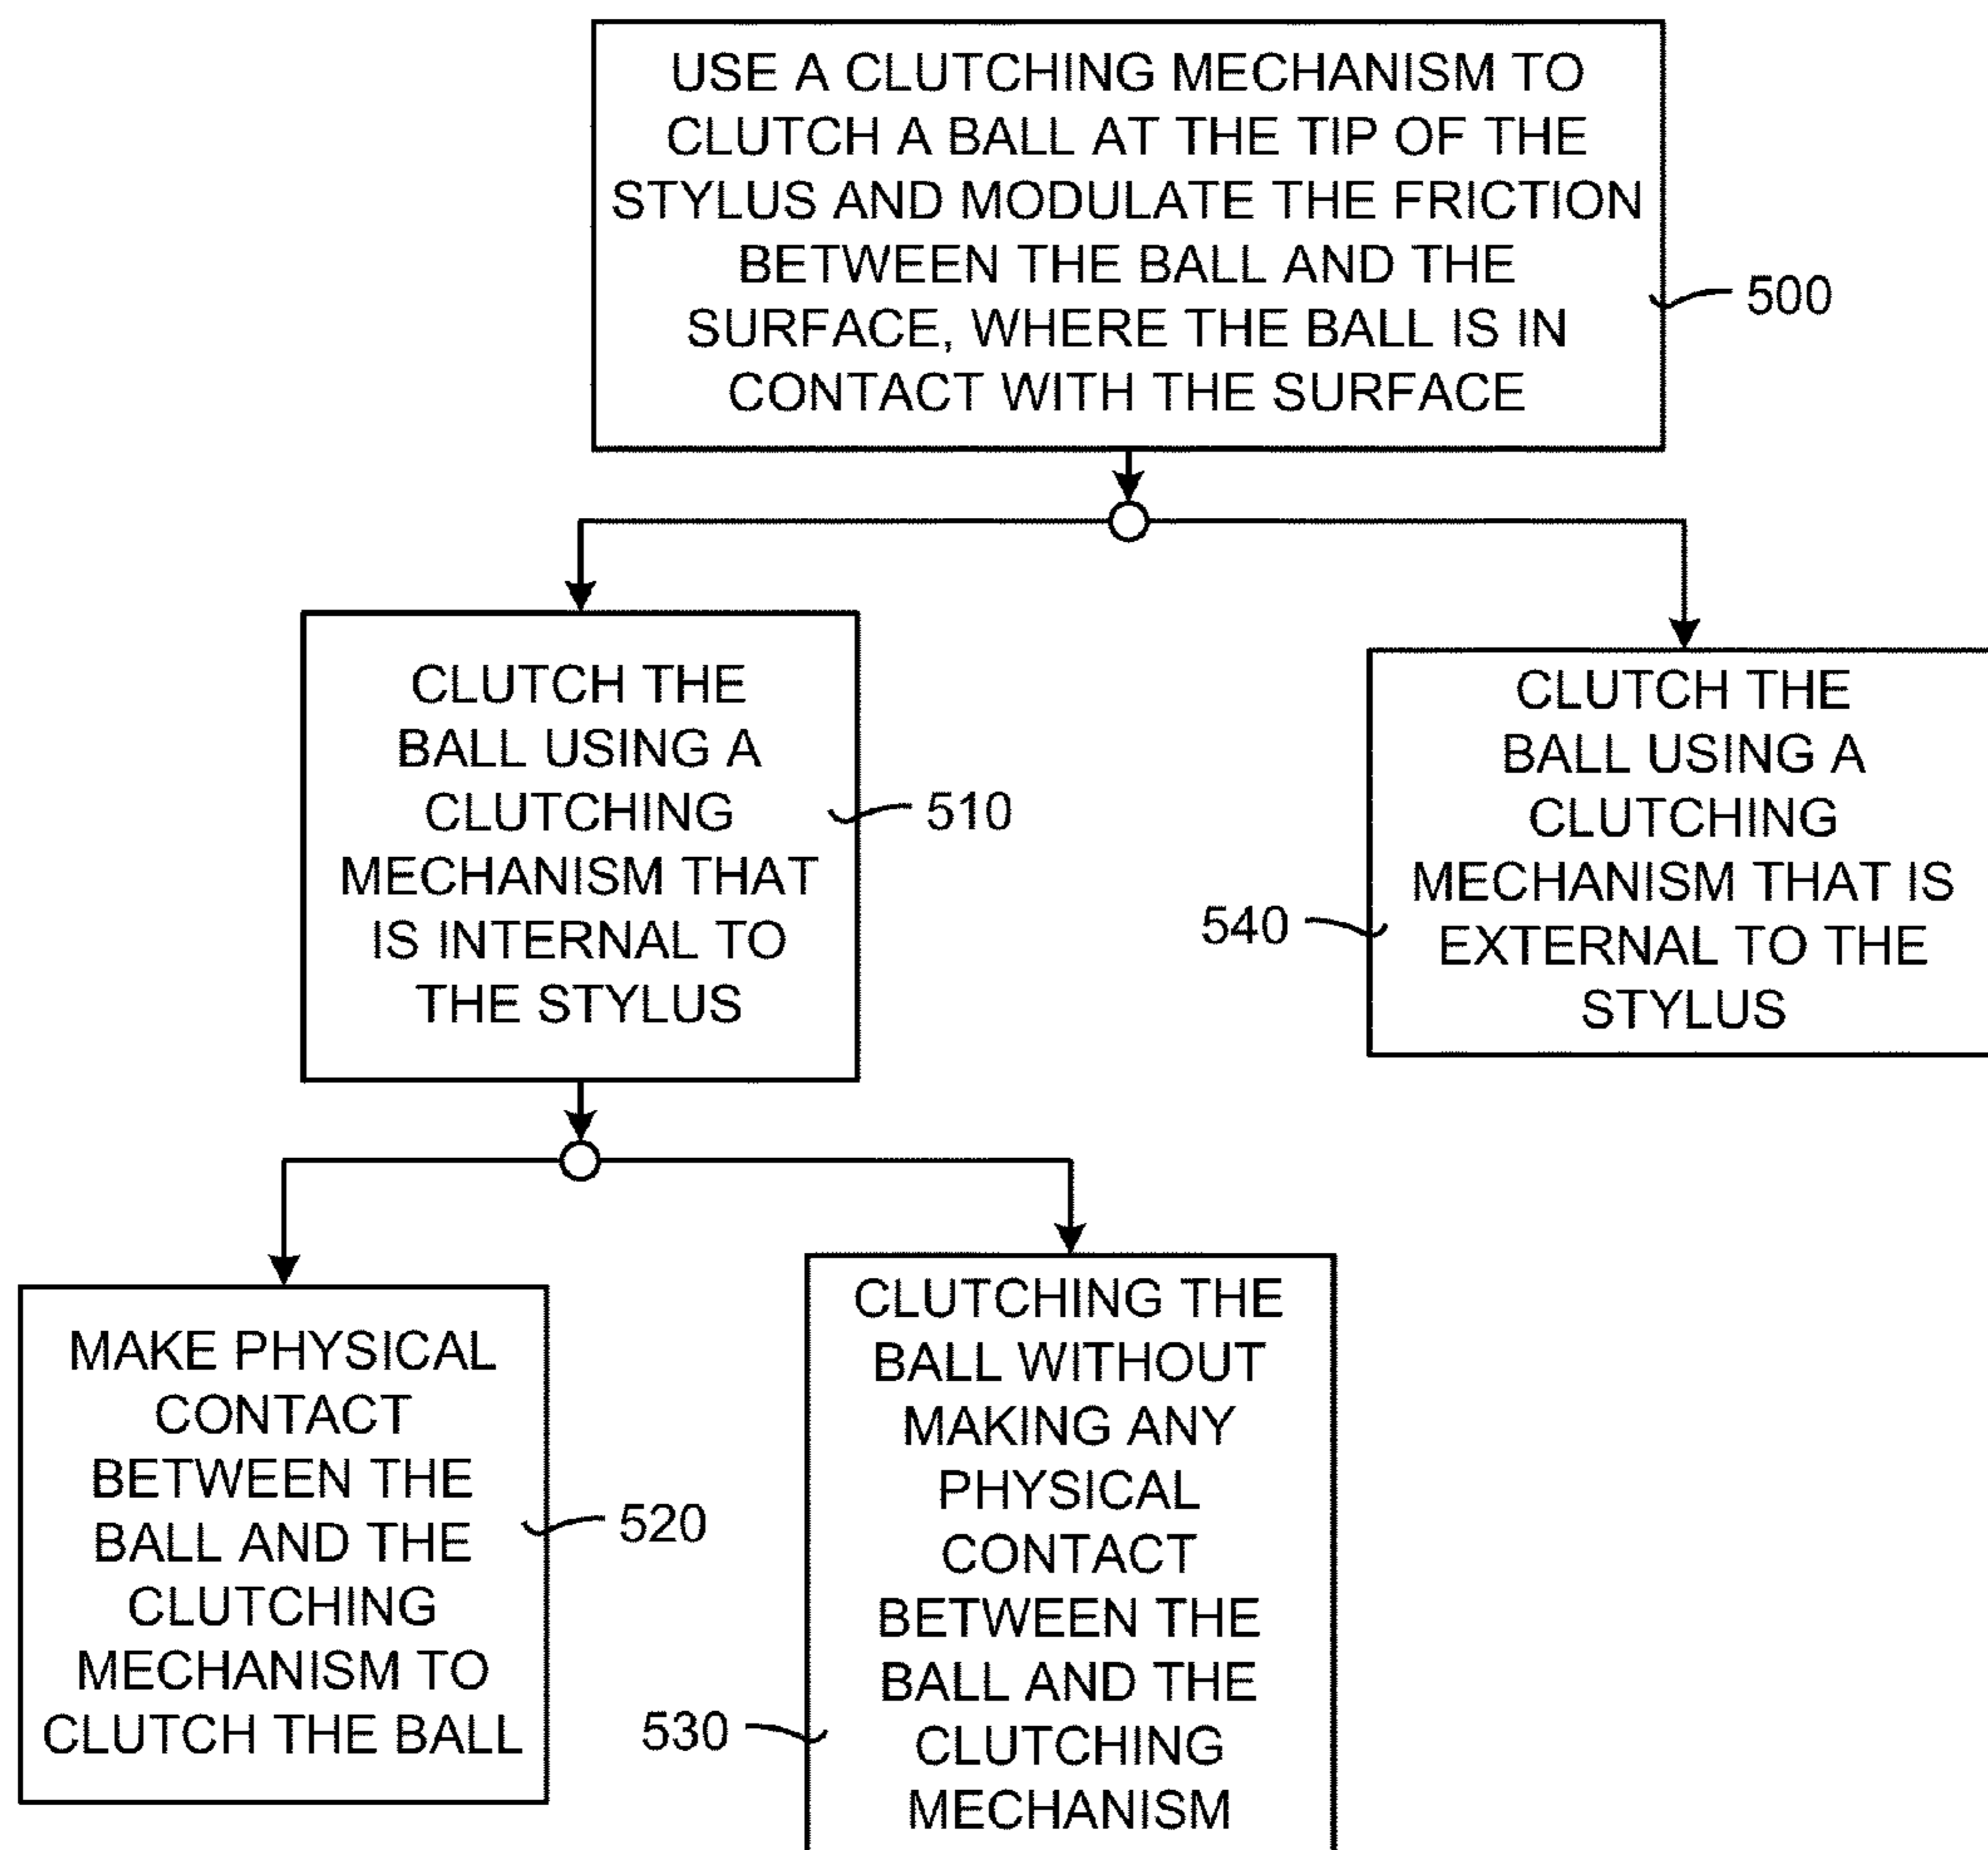 USE A CLUTCHING MECHANISM TO
CLUTCH A BALL AT THE TIP OF THE
STYLUS AND MODULATE THE FRICTION
BETWEEN THE BALL AND THE
SURFACE, WHERE THE BALL IS IN
CONTACT WITH THE SURFACE
500
CLUTCH THE
BALL USING A
CLUTCHING
MECHANISM THAT
IS INTERNAL TO
THE STYLUS
510
CLUTCH THE
BALL USING A
CLUTCHING
MECHANISM THAT IS
EXTERNAL TO THE
STYLUS
540
MAKE PHYSICAL
CONTACT
BETWEEN THE
BALL AND THE
CLUTCHING
MECHANISM TO
CLUTCH THE BALL
520
CLUTCHING THE
BALL WITHOUT
MAKING ANY
PHYSICAL
CONTACT
BETWEEN THE
BALL AND THE
CLUTCHING
MECHANISM
530